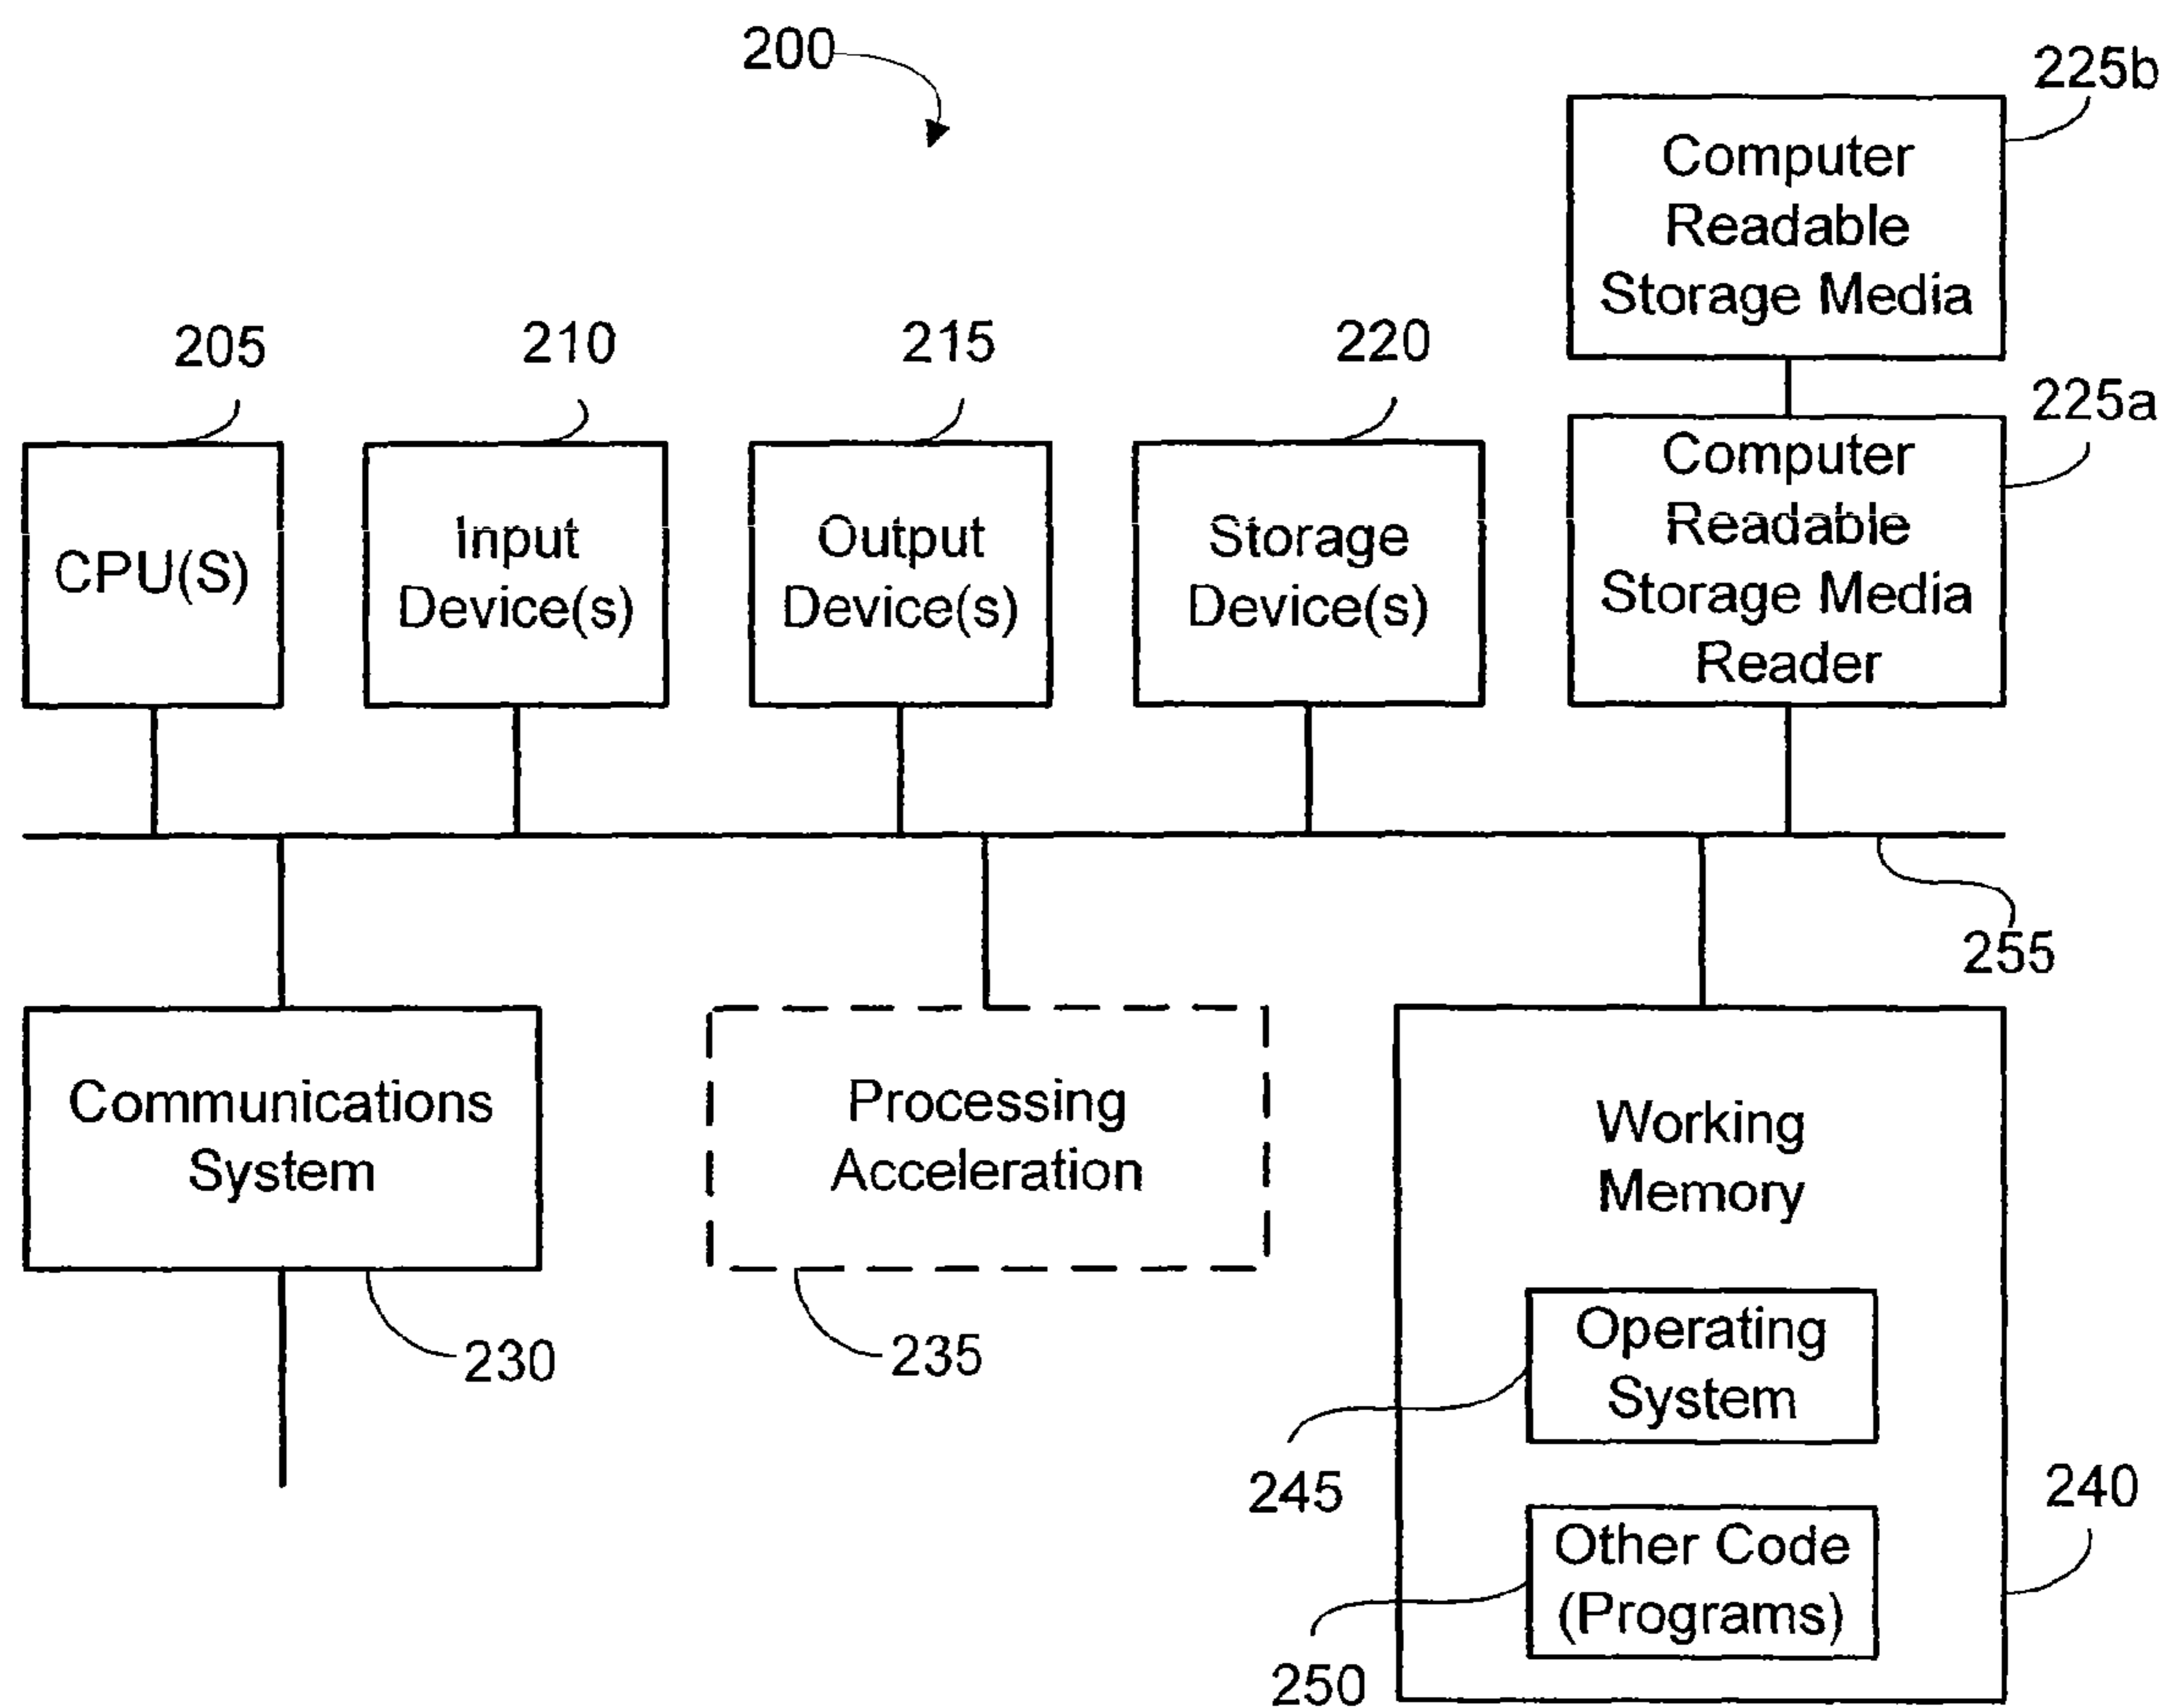 200
225b
Computer
Readable
Storage Media
205
210
215
220
225a
CPU(S)
Input
Device(s)
Output
Device(s)
Storage
Device(s)
Computer
Readable
Storage Media
Reader
255
Communications
System
Processing
Acceleration
Working
Memory
230
235
Operating
System
245
240
Other Code
(Programs)
250